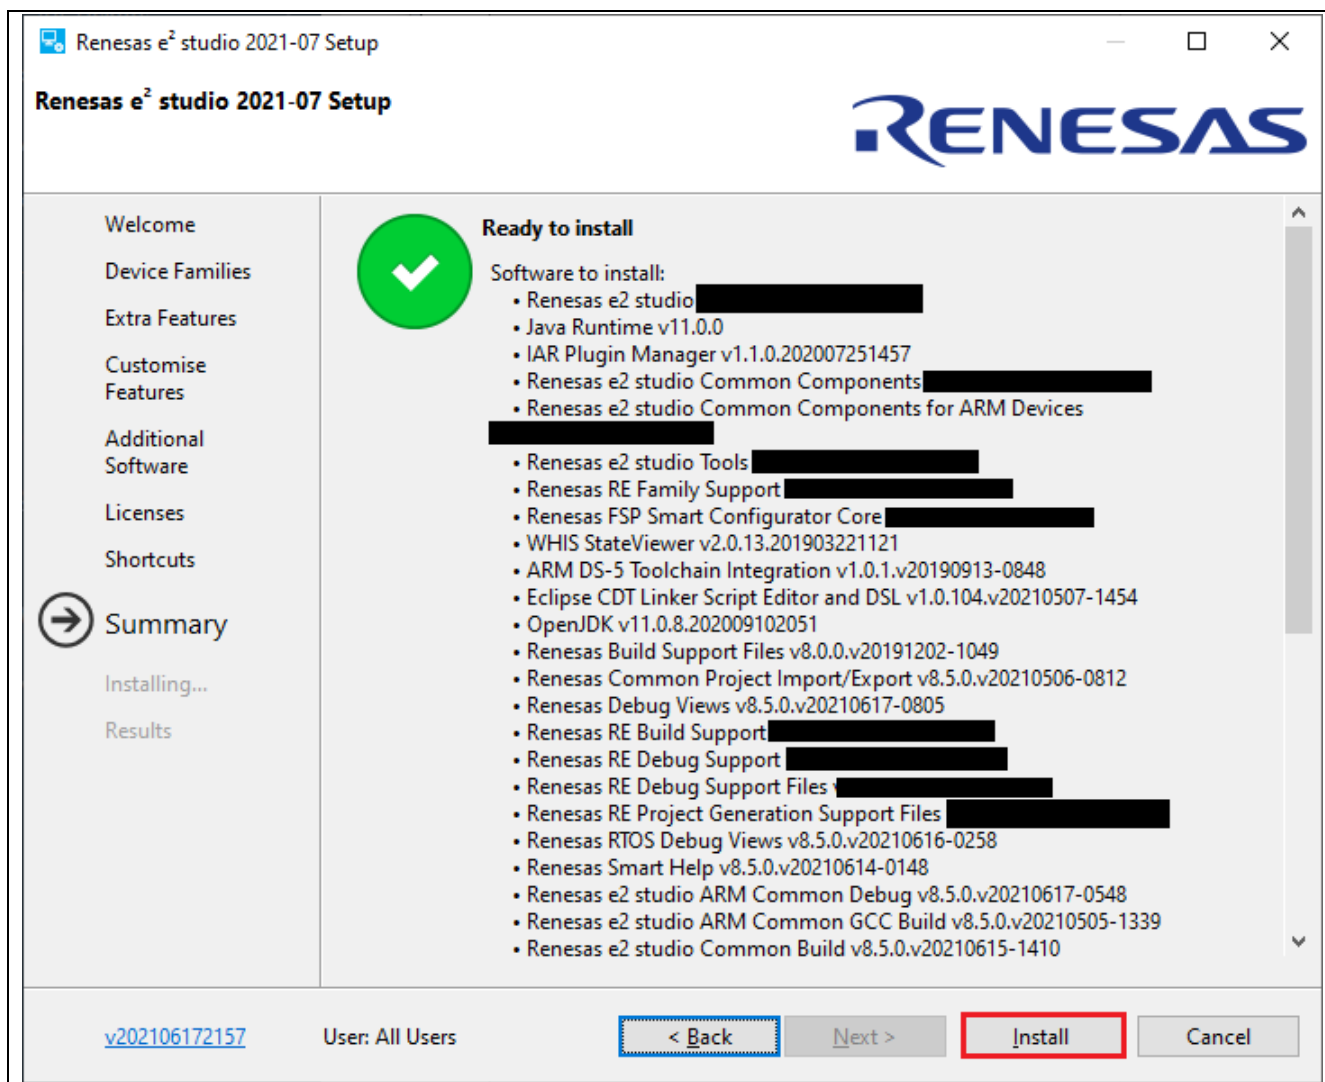 Renesas e² studio 2021-07 Setup
Renesas e² studio 2021-07 Setup
RENESAS
Welcome
Device Families
Extra Features
Customise
Features
Additional
Software
Licenses
Shortcuts
Summary
Installing...
Results
Ready to install
Software to install:
• Renesas e2 studio
• Java Runtime v11.0.0
• IAR Plugin Manager v1.1.0.202007251457
• Renesas e2 studio Common Components
• Renesas e2 studio Common Components for ARM Devices
• Renesas e2 studio Tools
• Renesas RE Family Support
• Renesas FSP Smart Configurator Core
• WHIS StateViewer v2.0.13.201903221121
• ARM DS-5 Toolchain Integration v1.0.1.v20190913-0848
• Eclipse CDT Linker Script Editor and DSL v1.0.104.v20210507-1454
• OpenJDK v11.0.8.202009102051
• Renesas Build Support Files v8.0.0.v20191202-1049
• Renesas Common Project Import/Export v8.5.0.v20210506-0812
• Renesas Debug Views v8.5.0.v20210617-0805
• Renesas RE Build Support
• Renesas RE Debug Support
• Renesas RE Debug Support Files
• Renesas RE Project Generation Support Files
• Renesas RTOS Debug Views v8.5.0.v20210616-0258
• Renesas Smart Help v8.5.0.v20210614-0148
• Renesas e2 studio ARM Common Debug v8.5.0.v20210617-0548
• Renesas e2 studio ARM Common GCC Build v8.5.0.v20210505-1339
• Renesas e2 studio Common Build v8.5.0.v20210615-1410
v202106172157
User: All Users
< Back
Next >
Install
Cancel